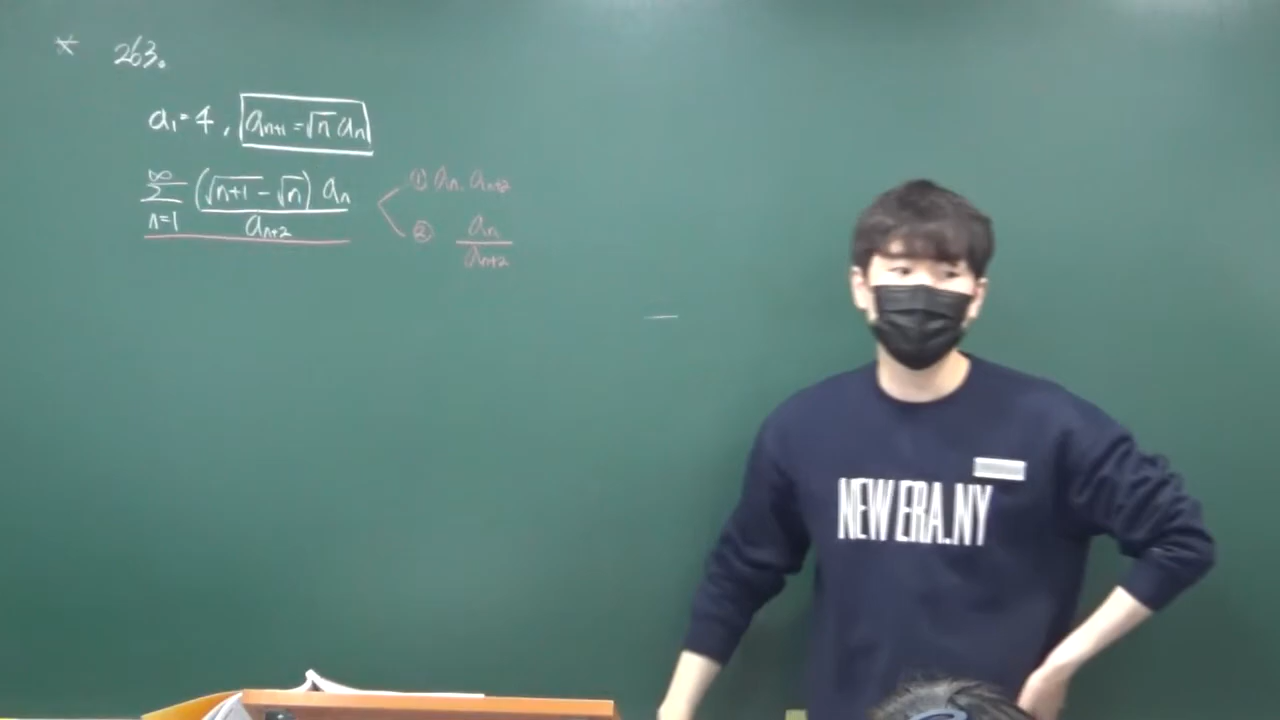 * 263.
a₁=4, aₙ₊₁=√n aₙ
∞
Σ (√n+1 - √n) aₙ / aₙ₊₂
n=1
① aₙ. aₙ₊₂
② aₙ / aₙ₊₂
NEW ERA.NY